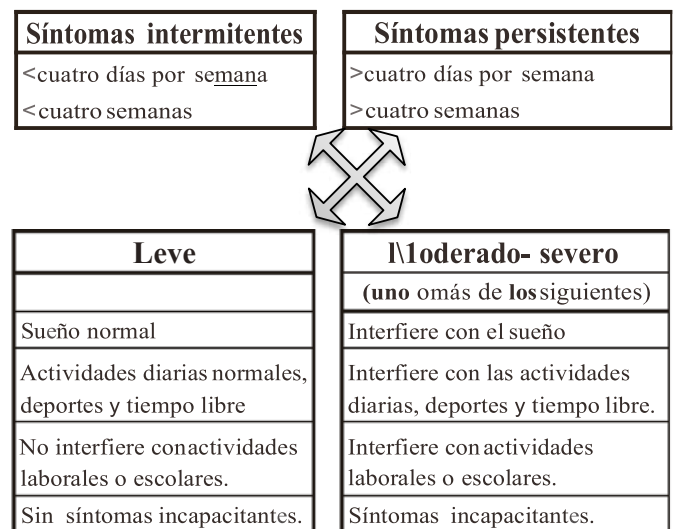 Síntomas intermitentes
<cuatro días por semana
<cuatro semanas
Síntomas persistentes
>cuatro días por semana
>cuatro semanas
Leve
Sueño normal
Actividades diarias normales,
deportes y tiempo libre
No interfiere conactividades
laborales o escolares.
Sin síntomas incapacitantes.
l\1oderado- severo
(uno omás de los siguientes)
Interfiere con el sueño
Interfiere con las actividades
diarias, deportes y tiempo libre.
Interfiere con actividades
laborales o escolares.
Síntomas incapacitantes.